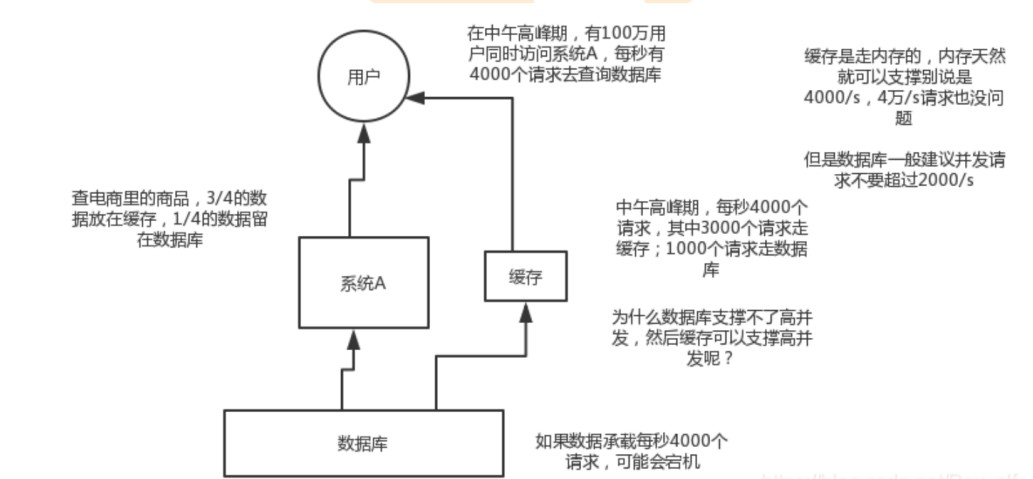 在中午高峰期，有100万用
户同时访问系统A，每秒有
4000个请求去查询数据库
用户
缓存是走内存的，内存天然
就可以支撑别说是
4000/s，4万/s请求也没问
题
但是数据库一般建议并发请
求不要超过2000/s
查电商里的商品，3/4的数
据放在缓存，1/4的数据留
在数据库
中午高峰期，每秒4000个
请求，其中3000个请求走
缓存；1000个请求走数据
库
系统A
缓存
为什么数据库支撑不了高并
发，然后缓存可以支撑高并
发呢？
数据库
如果数据承载每秒4000个
请求，可能会宕机